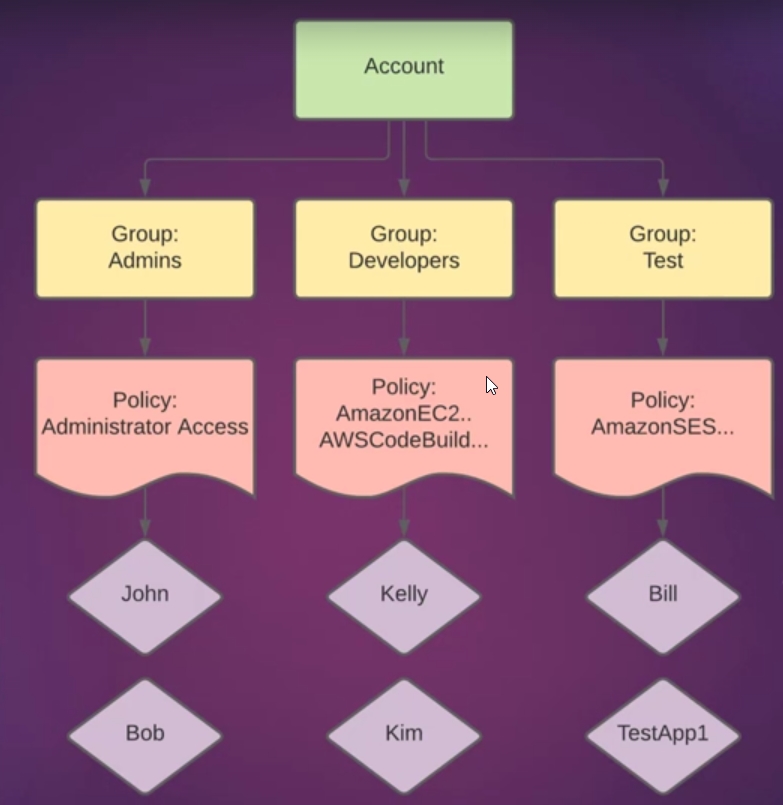 Account
Group:
Admins
Group:
Developers
Group:
Test
Policy:
Administrator Access
Policy:
AmazonEC2..
AWSCodeBuild...
Policy:
AmazonSES...
John
Kelly
Bill
Bob
Kim
TestApp1